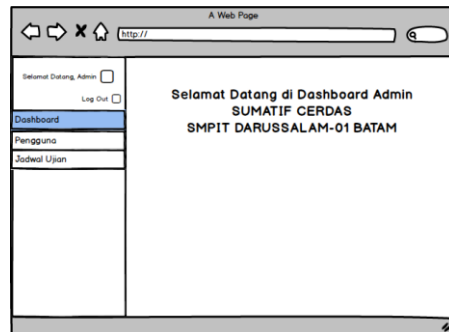 A Web Page
http://
Selamat Datang, Admin
Log Out
Dashboard
Pengguna
Jadwal Ujian
Selamat Datang di Dashboard Admin
SUMATIF CERDAS
SMPIT DARUSSALAM-01 BATAM